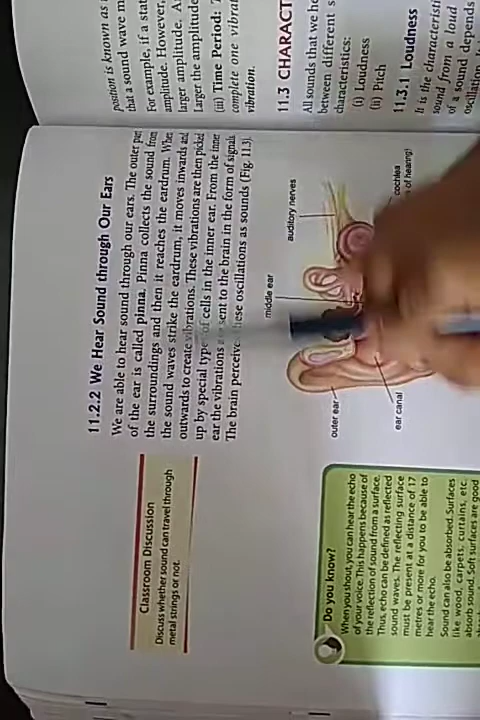 position is known as
that a sound wave m
For example, if a stat
amplitude. However,
larger amplitude. A
Larger the amplitude
(iii) Time Period:
complete one vibrat
vibration.
11.3 CHARACT
All sounds that we he
between different s
characteristics:
(i) Loudness
(ii) Pitch
11.3.1 Loudness
It is the characteristi
sound from a loud
of a sound depends
oscillation
11.2.2 We Hear Sound through Our Ears
We are able to hear sound through our ears. The outer part
of the ear is called pinna. Pinna collects the sound from
the surroundings and then it reaches the eardrum. When
the sound waves strike the eardrum, it moves inwards and
outwards to create vibrations. These vibrations are then picked
up by special types of cells in the inner ear. From the inner
ear the vibrations are sent to the brain in the form of signals
The brain perceives these oscillations as sounds (Fig. 11.3).
outer ear
ear canal
middle ear
auditory nerves
cochlea
of hearing)
Classroom Discussion
Discuss whether sound can travel through
metal strings or not.
Do you know?
When you shout, you can hear the echo
of your voice. This happens because of
the reflection of sound from a surface.
Thus, echo can be defined as reflected
sound waves. The reflecting surface
must be present at a distance of 17
metres or more for you to be able to
hear the echo.
Sound can also be absorbed. Surfaces
like wood, carpets, curtains, etc.
absorb sound. Soft surfaces are good